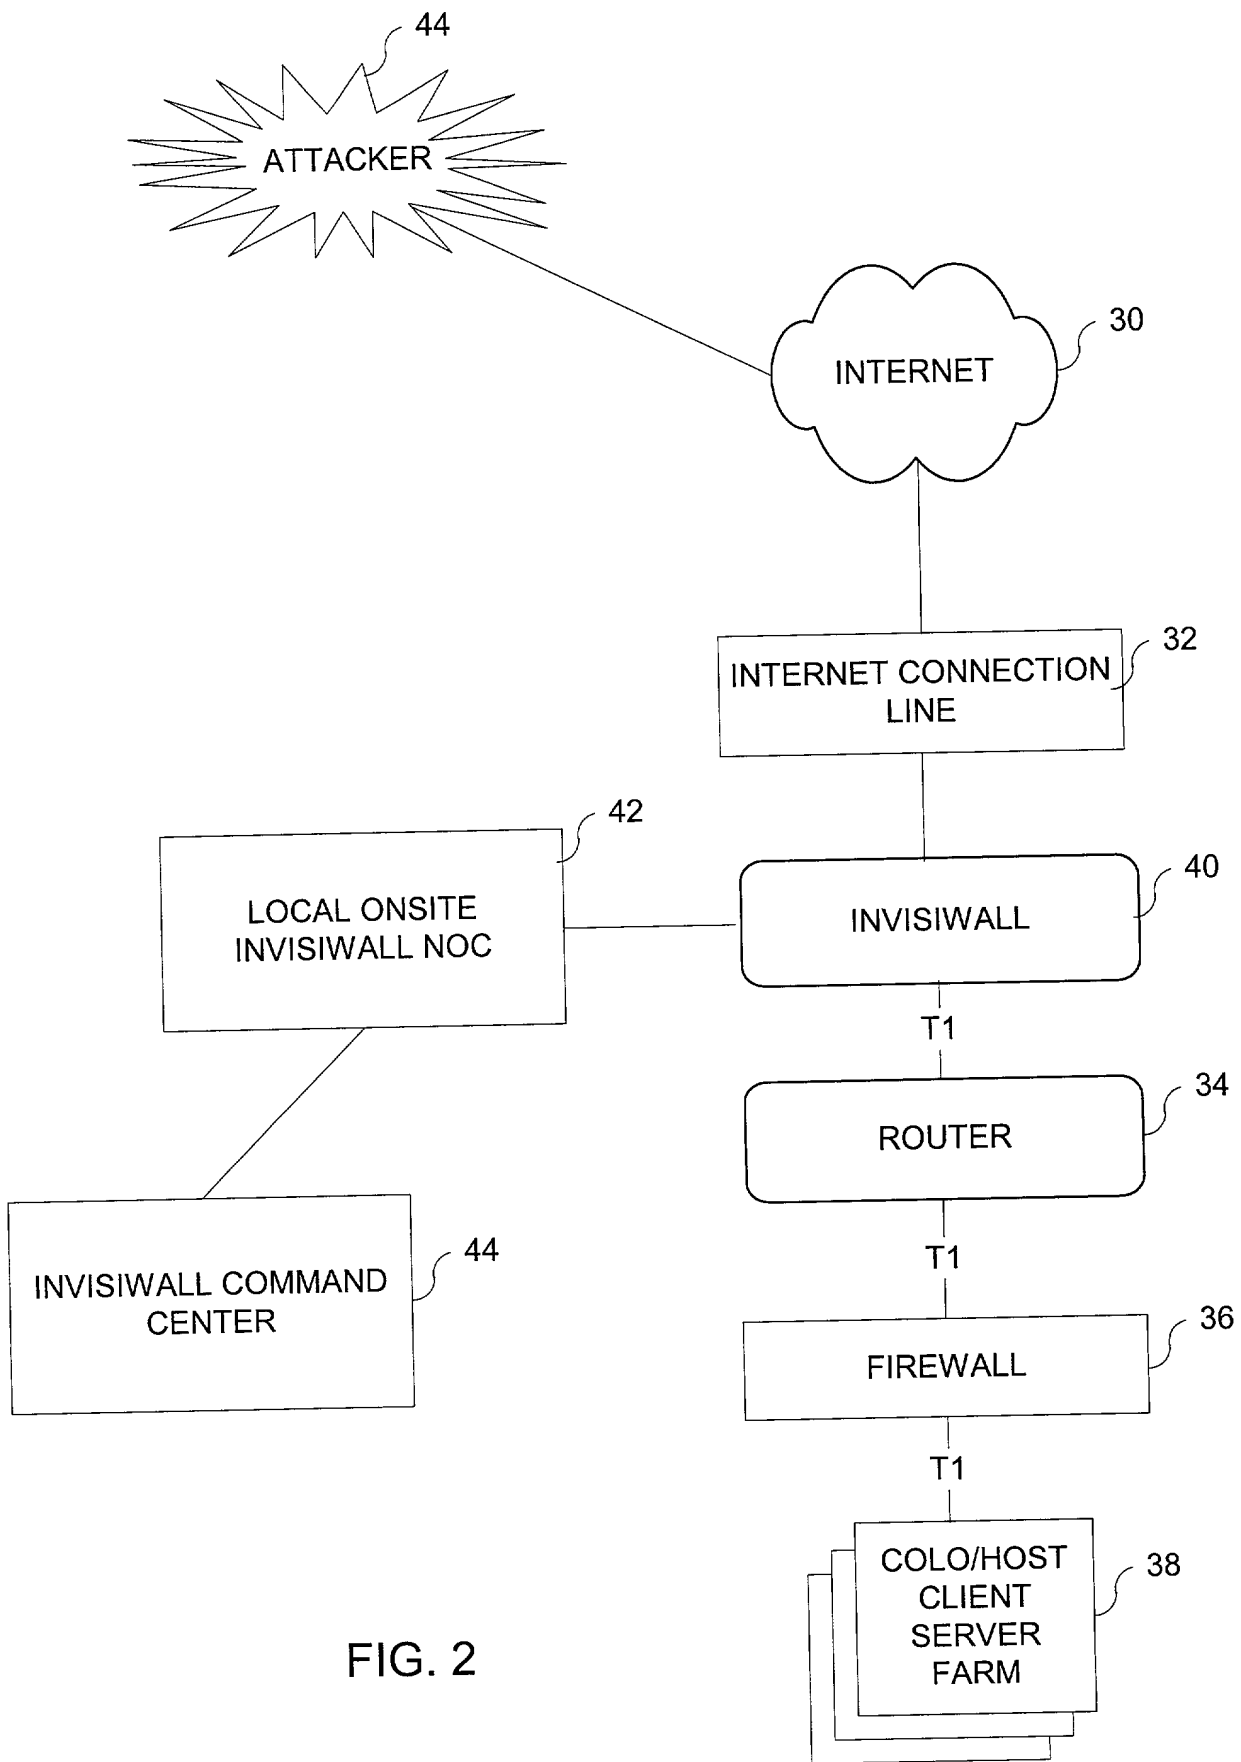 44
ATTACKER
30
INTERNET
32
INTERNET CONNECTION
LINE
42
LOCAL ONSITE
INVISIWALL NOC
40
INVISIWALL
T1
34
ROUTER
T1
44
INVISIWALL COMMAND
CENTER
36
FIREWALL
T1
38
COLO/HOST
CLIENT
SERVER
FARM
FIG. 2